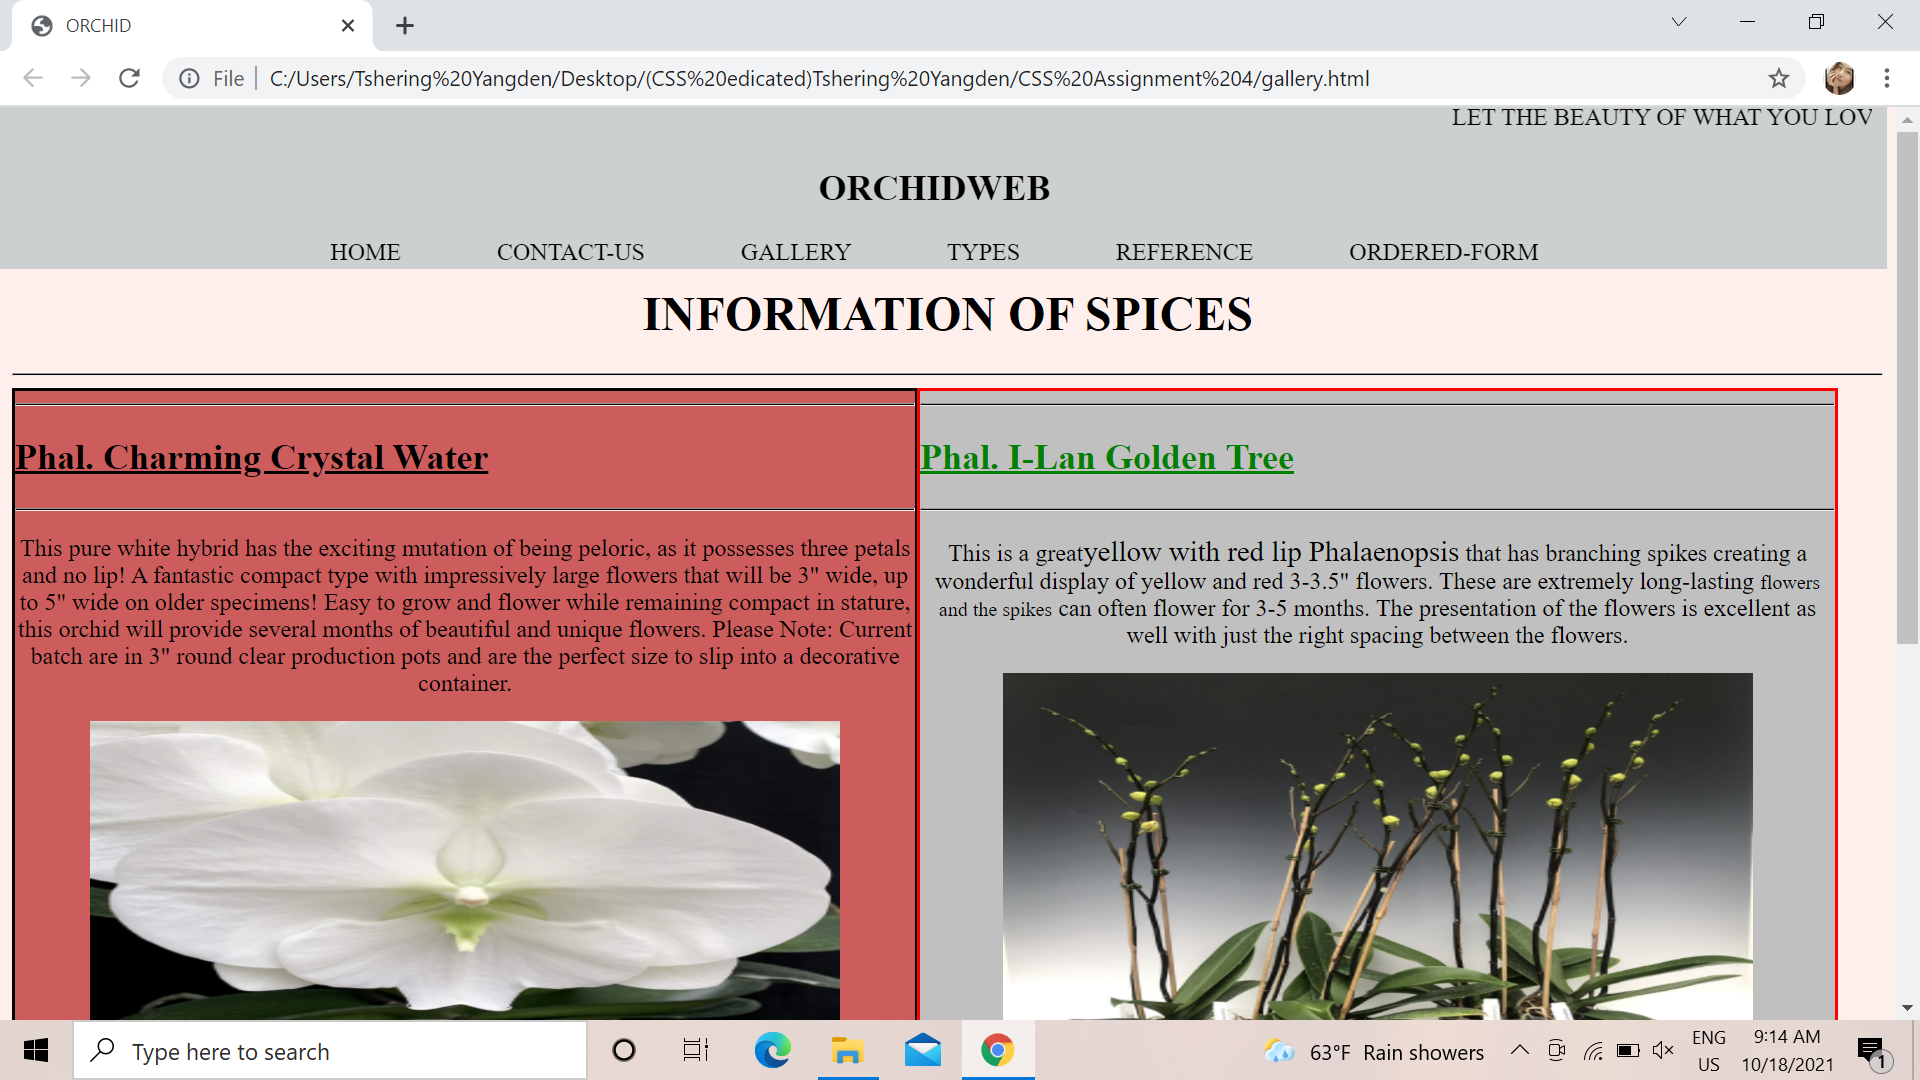 ORCHID
File
C:/Users/Tshering%20Yangden/Desktop/(CSS%20edicated)Tshering%20Yangden/CSS%20Assignment%204/gallery.html
LET THE BEAUTY OF WHAT YOU LOV
ORCHIDWEB
HOME CONTACT-US GALLERY TYPES REFERENCE ORDERED-FORM
INFORMATION OF SPICES
Phal. Charming Crystal Water
This pure white hybrid has the exciting mutation of being peloric, as it possesses three petals
and no lip! A fantastic compact type with impressively large flowers that will be 3" wide, up
to 5" wide on older specimens! Easy to grow and flower while remaining compact in stature,
this orchid will provide several months of beautiful and unique flowers. Please Note: Current
batch are in 3" round clear production pots and are the perfect size to slip into a decorative
container.
Phal. I-Lan Golden Tree
This is a greatyellow with red lip Phalaenopsis that has branching spikes creating a
wonderful display of yellow and red 3-3.5" flowers. These are extremely long-lasting flowers
and the spikes can often flower for 3-5 months. The presentation of the flowers is excellent as
well with just the right spacing between the flowers.
Type here to search
63°F Rain showers
ENG
US
9:14 AM
10/18/2021
1